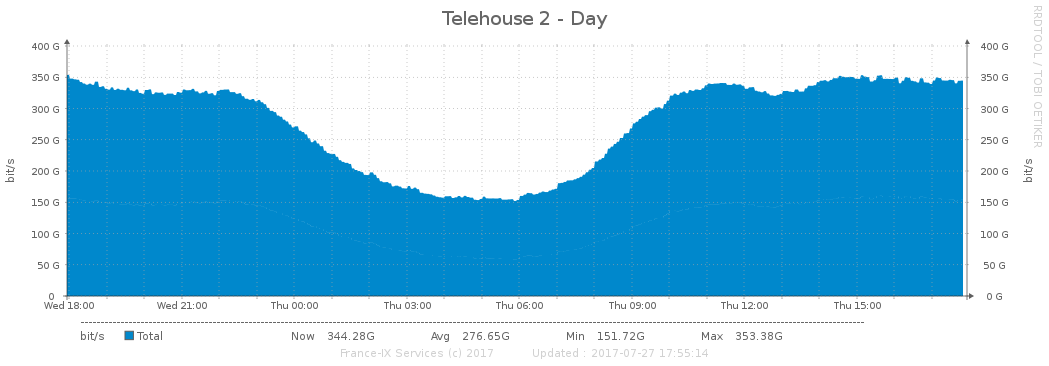 Telehouse 2 - Day
RRDTOOL / TOBI OETIKER
bit/s
400 G 400 G
350 G 350 G
300 G 300 G
250 G 250 G
200 G 200 G
150 G 150 G
100 G 100 G
50 G 50 G
0 0 G
bit/s
Wed 18:00 Wed 21:00 Thu 00:00 Thu 03:00 Thu 06:00 Thu 09:00 Thu 12:00 Thu 15:00
bit/s Total Now 344.28G Avg 276.65G Min 151.72G Max 353.38G
France-IX Services (c) 2017 Updated : 2017-07-27 17:55:14